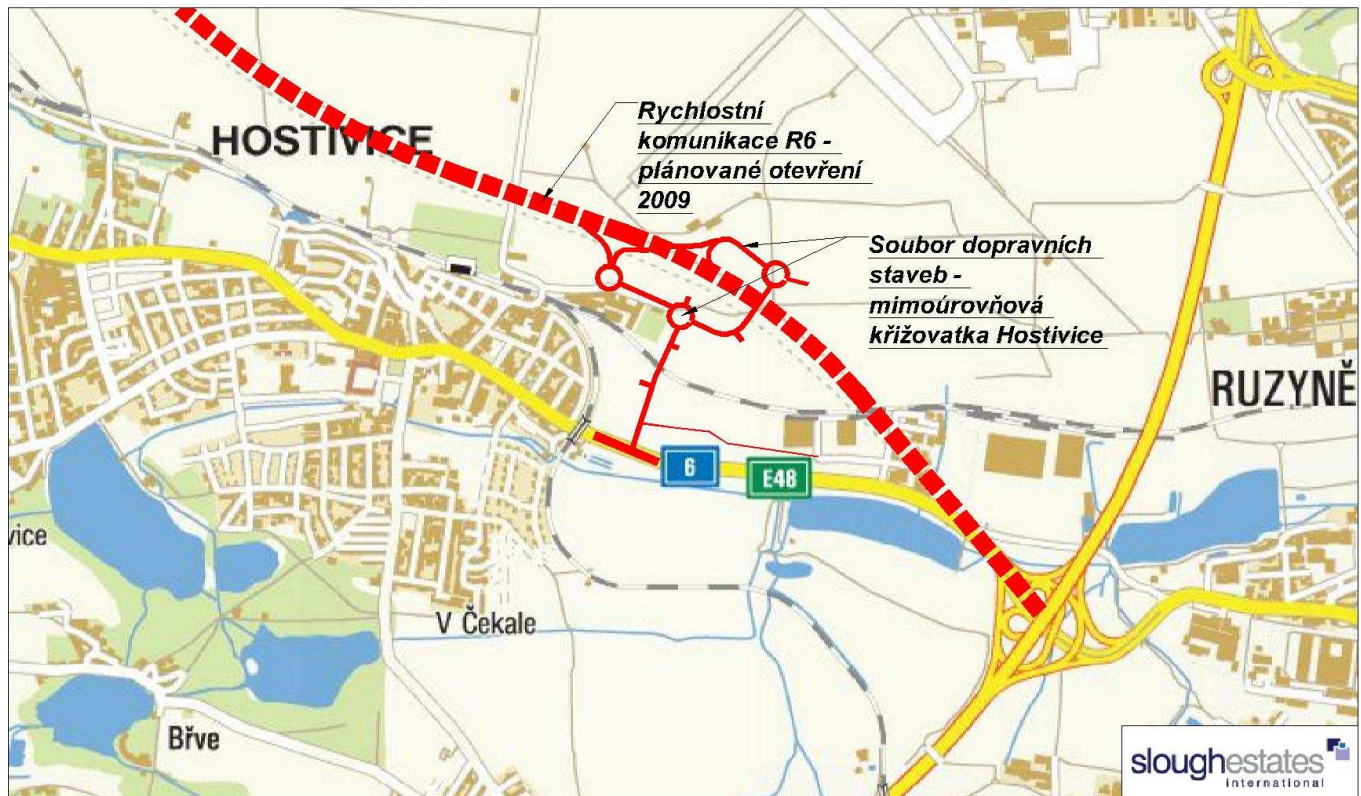 HOSTIVICE
Rychlostní
komunikace R6 -
plánované otevření
2009
Soubor dopravních
staveb -
mimoúrovňová
křižovatka Hostivice
RUZYNĚ
6
E48
vice
V Čekale
Břve
sloughestates
international